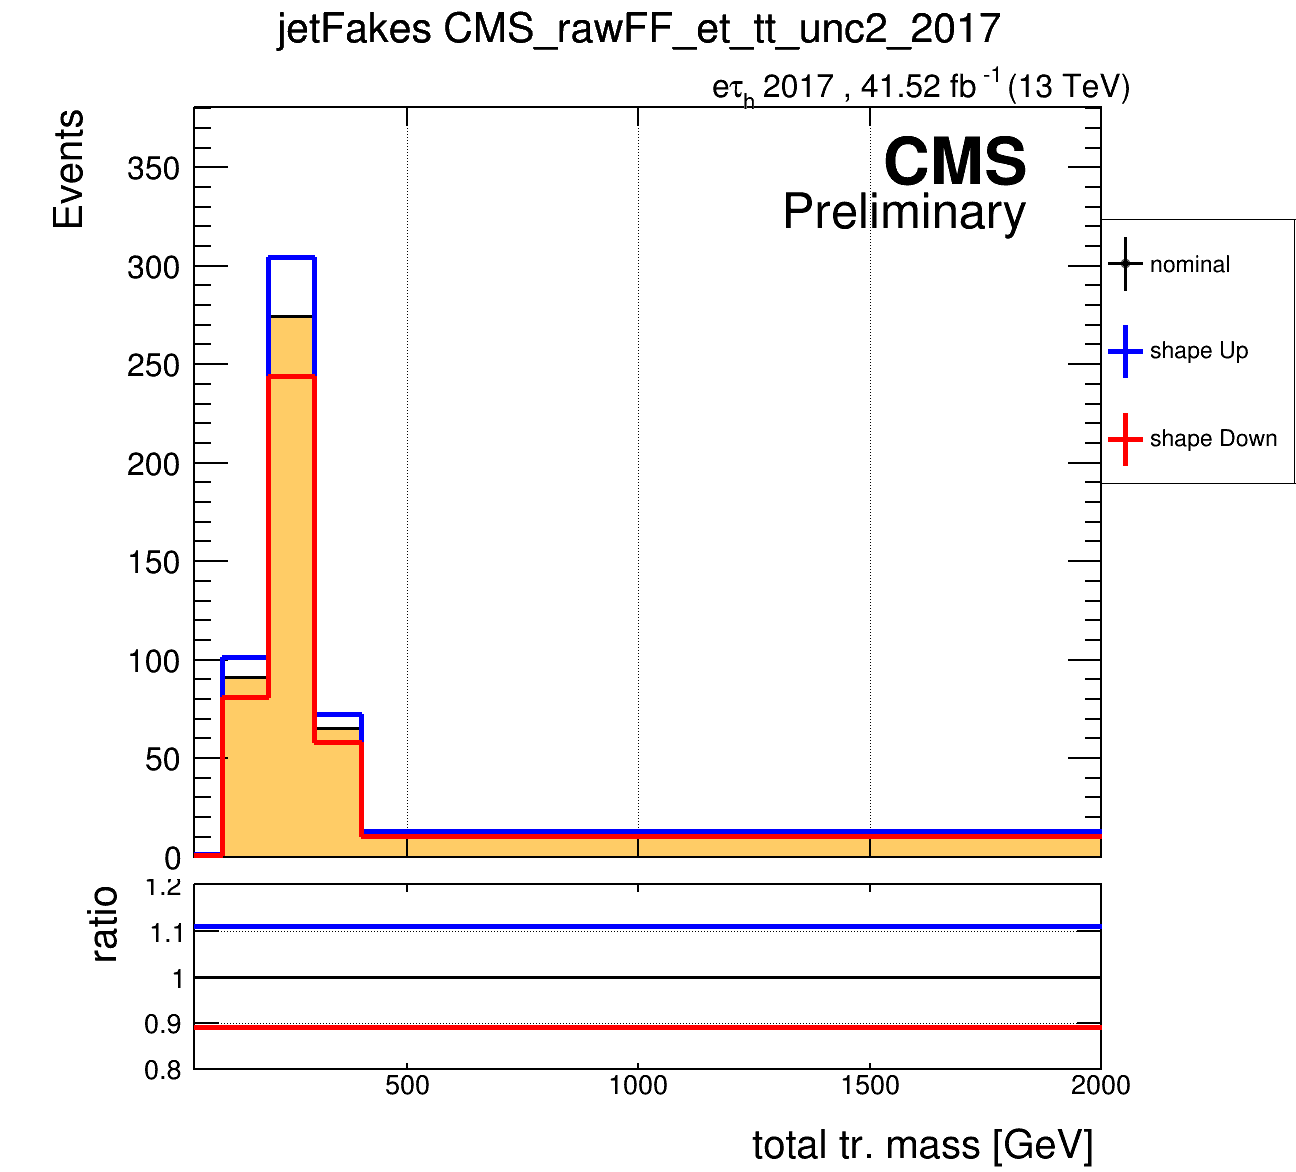 jetFakes CMS_rawFF_et_tt_unc2_2017
eτh 2017 , 41.52 fb-1 (13 TeV)
Events
CMS
Preliminary
350
300
250
200
150
100
50
0
nominal
shape Up
shape Down
ratio
1.2
1.1
1
0.9
0.8
500
1000
1500
2000
total tr. mass [GeV]